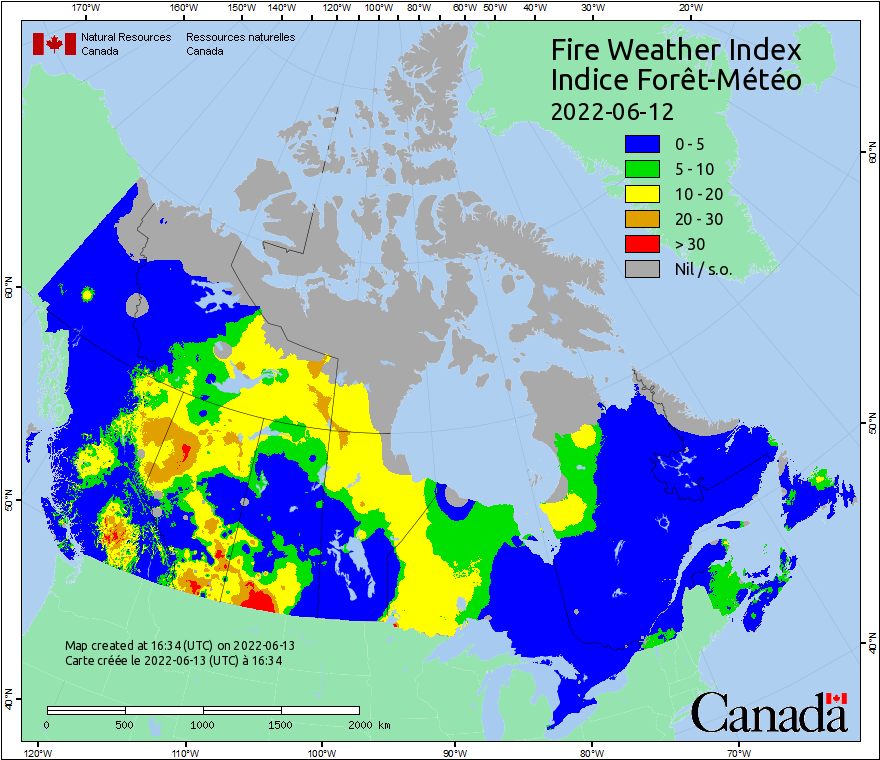 170°W 160°W 150°W 140°W 130°W 120°W 110°W 100°W 90°W 80°W 70°W 60°W 50°W 40°W 30°W 20°W
Natural Resources Ressources naturelles
Canada Canada
Fire Weather Index
Indice Forêt-Météo
2022-06-12
0 - 5
5 - 10
10 - 20
20 - 30
> 30
Nil / s.o.
60°N
60°N
50°N
50°N
40°N
40°N
Map created at 16:34 (UTC) on 2022-06-13
Carte créée le 2022-06-13 (UTC) à 16:34
0 500 1000 1500 2000 km
Canada
120°W 110°W 100°W 90°W 80°W 70°W